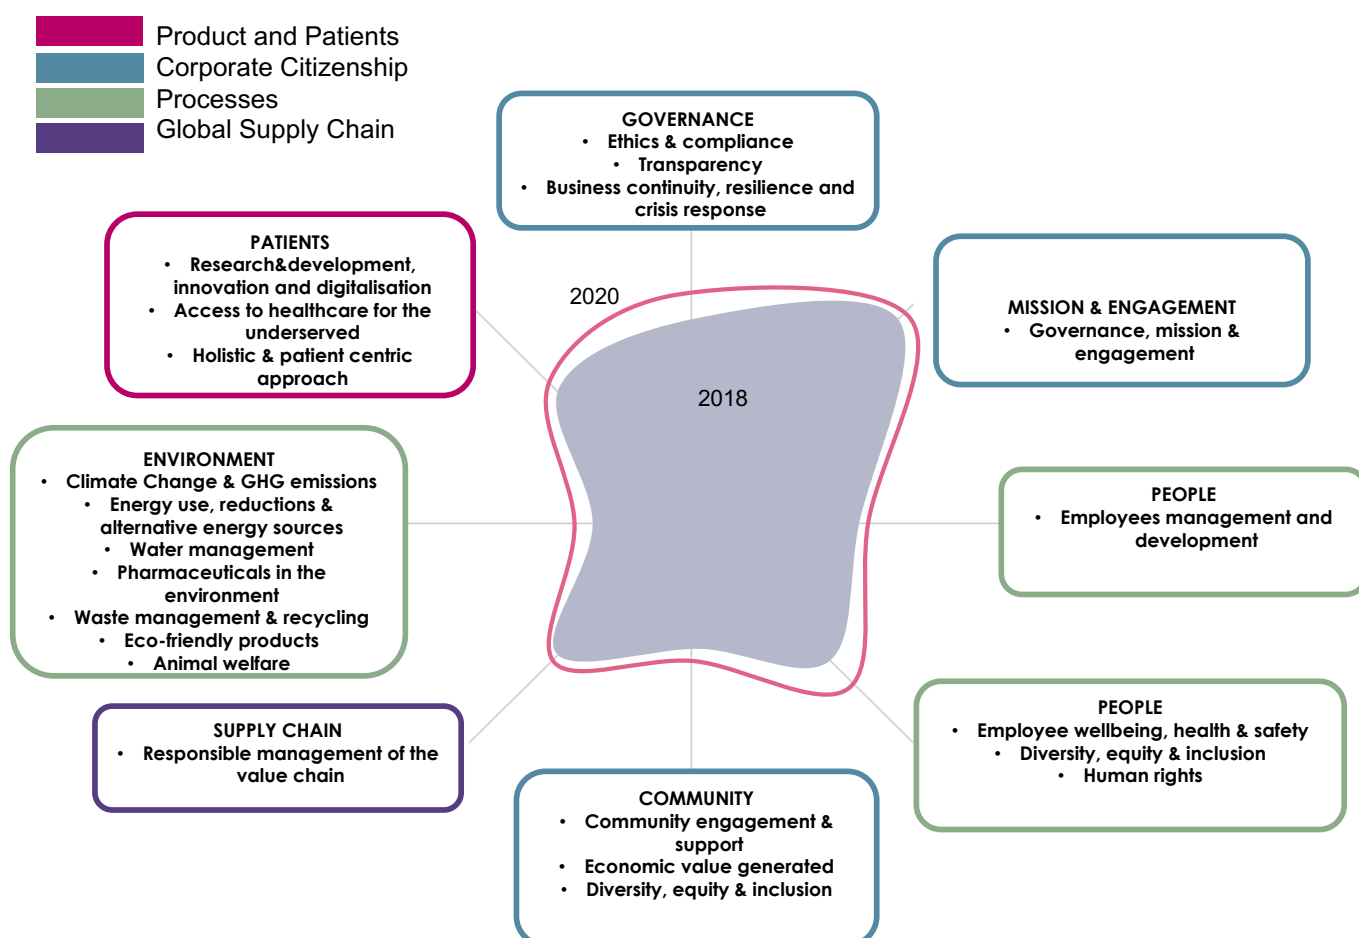 Product and Patients
Corporate Citizenship
Processes
Global Supply Chain
GOVERNANCE
• Ethics & compliance
• Transparency
• Business continuity, resilience and
crisis response
PATIENTS
• Research&development,
innovation and digitalisation
• Access to healthcare for the
underserved
• Holistic & patient centric
approach
2020
MISSION & ENGAGEMENT
• Governance, mission &
engagement
2018
ENVIRONMENT
• Climate Change & GHG emissions
• Energy use, reductions &
alternative energy sources
• Water management
• Pharmaceuticals in the
environment
• Waste management & recycling
• Eco-friendly products
• Animal welfare
PEOPLE
• Employees management and
development
SUPPLY CHAIN
• Responsible management of the
value chain
PEOPLE
• Employee wellbeing, health & safety
• Diversity, equity & inclusion
• Human rights
COMMUNITY
• Community engagement &
support
• Economic value generated
• Diversity, equity & inclusion